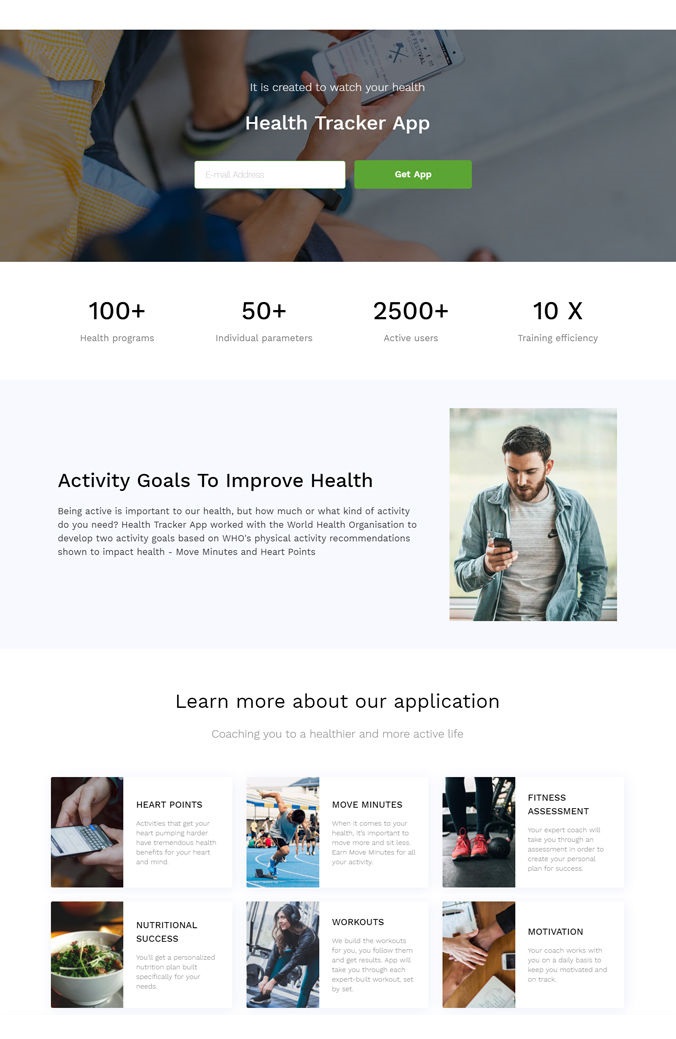 It is created to watch your health
Health Tracker App
E-mail Address
Get App
100+
50+
2500+
10 X
Health programs
Individual parameters
Active users
Training efficiency
Activity Goals To Improve Health
Being active is important to our health, but how much or what kind of activity
do you need? Health Tracker App worked with the World Health Organisation to
develop two activity goals based on WHO's physical activity recommendations
shown to impact health - Move Minutes and Heart Points
Learn more about our application
Coaching you to a healthier and more active life
HEART POINTS
Activities that get your
heart pumping harder
have tremendous health
benefits for your heart
and mind
MOVE MINUTES
When it comes to your
health, it's important to
move more and sit less.
Earn Move Minutes for all
your activity.
FITNESS
ASSESSMENT
Your expert coach will
take you through an
assessment in order to
create your personal
plan for success.
NUTRITIONAL
SUCCESS
You'll get a personalized
nutrition plan built
specifically for your
needs.
WORKOUTS
We build the workouts
for you, you follow them
and get results. App will
take you through each
expert-built workout, set
by set.
MOTIVATION
Your coach works with
you on a daily basis to
keep you motivated and
on track.